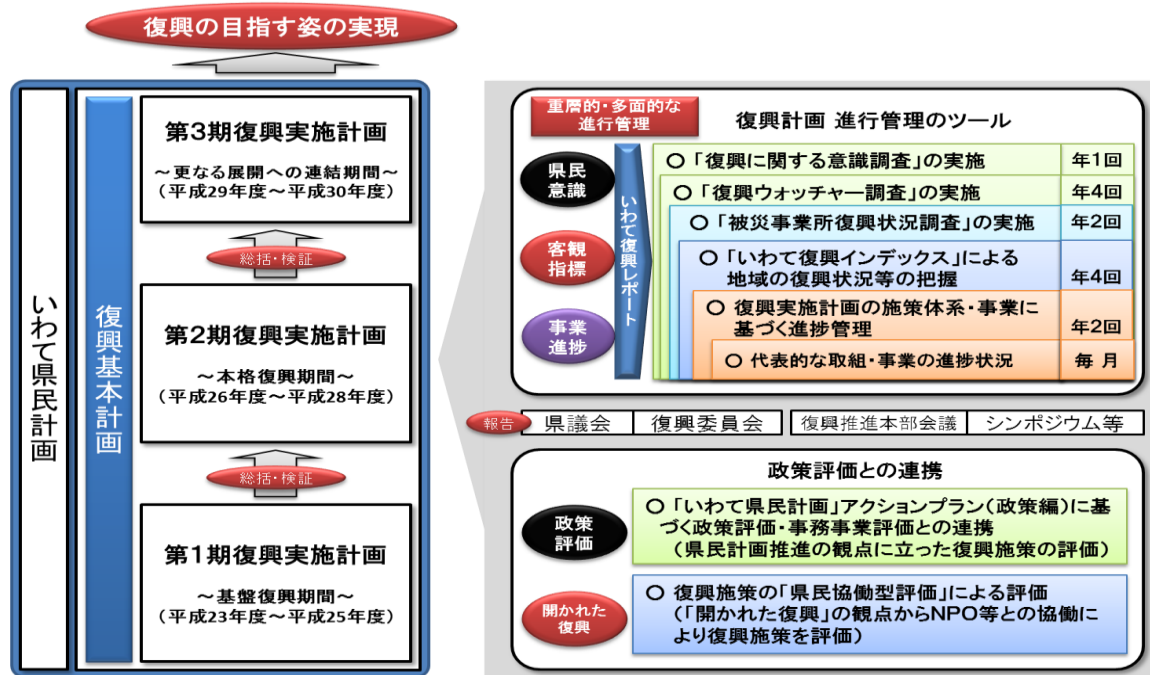 復興の目指す姿の実現
いわて県民計画
復興基本計画
第3期復興実施計画
～更なる展開への連結期間～
（平成29年度～平成30年度）
総括・検証
第2期復興実施計画
～本格復興期間～
（平成26年度～平成28年度）
総括・検証
第1期復興実施計画
～基盤復興期間～
（平成23年度～平成25年度）
重層的・多面的な
進行管理
復興計画 進行管理のツール
県民
意識
客観
指標
事業
進捗
いわて復興レポート
○「復興に関する意識調査」の実施 年1回
○「復興ウォッチャー調査」の実施 年4回
○「被災事業所復興状況調査」の実施 年2回
○「いわて復興インデックス」による
地域の復興状況等の把握 年4回
○ 復興実施計画の施策体系・事業に
基づく進捗管理 年2回
○ 代表的な取組・事業の進捗状況 毎 月
報告 県議会 復興委員会 復興推進本部会議 シンポジウム等
政策評価との連携
政策
評価
○「いわて県民計画」アクションプラン（政策編）に基
づく政策評価・事務事業評価との連携
（県民計画推進の観点に立った復興施策の評価）
開かれた
復興
○ 復興施策の「県民協働型評価」による評価
（「開かれた復興」の観点からNPO等との協働に
より復興施策を評価）